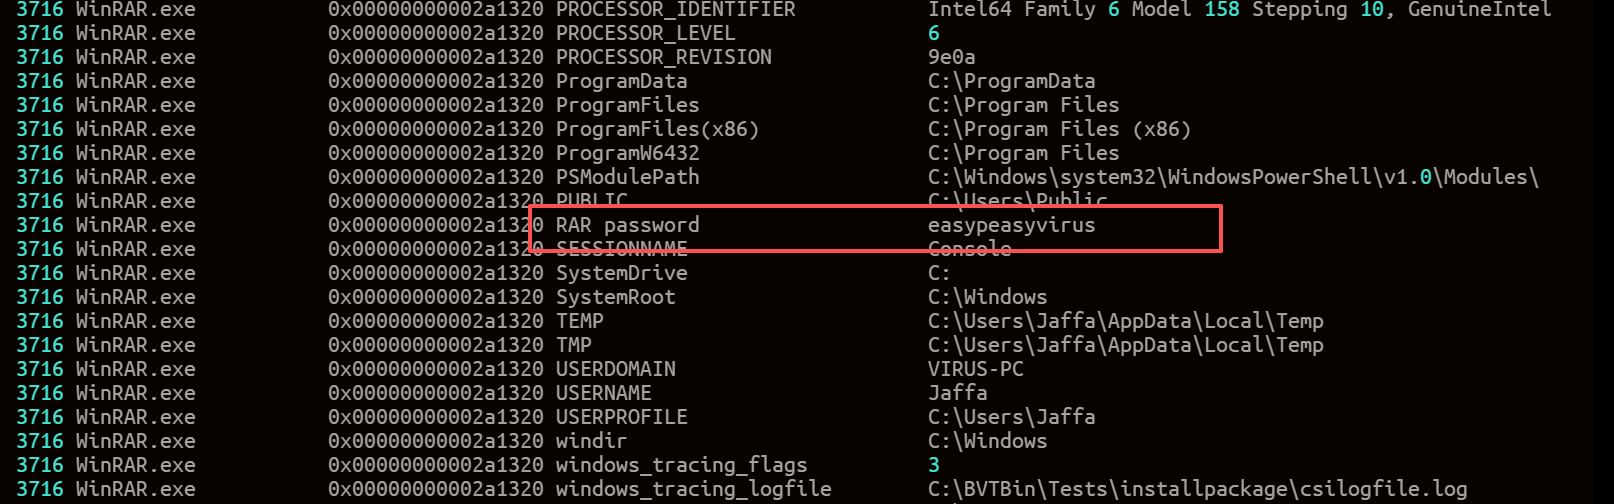 3716 WinRAR.exe 0x00000000002a1320 PROCESSOR_IDENTIFIER Intel64 Family 6 Model 158 Stepping 10, GenuineIntel
3716 WinRAR.exe 0x00000000002a1320 PROCESSOR_LEVEL 6
3716 WinRAR.exe 0x00000000002a1320 PROCESSOR_REVISION 9e0a
3716 WinRAR.exe 0x00000000002a1320 ProgramData C:\ProgramData
3716 WinRAR.exe 0x00000000002a1320 ProgramFiles C:\Program Files
3716 WinRAR.exe 0x00000000002a1320 ProgramFiles(x86) C:\Program Files (x86)
3716 WinRAR.exe 0x00000000002a1320 ProgramW6432 C:\Program Files
3716 WinRAR.exe 0x00000000002a1320 PSModulePath C:\Windows\system32\WindowsPowerShell\v1.0\Modules\
3716 WinRAR.exe 0x00000000002a1320 PUBLIC C:\Users\Public
3716 WinRAR.exe 0x00000000002a1320 RAR password easypeasyvirus
3716 WinRAR.exe 0x00000000002a1320 SESSIONNAME Console
3716 WinRAR.exe 0x00000000002a1320 SystemDrive C:
3716 WinRAR.exe 0x00000000002a1320 SystemRoot C:\Windows
3716 WinRAR.exe 0x00000000002a1320 TEMP C:\Users\Jaffa\AppData\Local\Temp
3716 WinRAR.exe 0x00000000002a1320 TMP C:\Users\Jaffa\AppData\Local\Temp
3716 WinRAR.exe 0x00000000002a1320 USERDOMAIN VIRUS-PC
3716 WinRAR.exe 0x00000000002a1320 USERNAME Jaffa
3716 WinRAR.exe 0x00000000002a1320 USERPROFILE C:\Users\Jaffa
3716 WinRAR.exe 0x00000000002a1320 windir C:\Windows
3716 WinRAR.exe 0x00000000002a1320 windows_tracing_flags 3
3716 WinRAR.exe 0x00000000002a1320 windows_tracing_logfile C:\BVTBin\Tests\installpackage\csilogfile.log